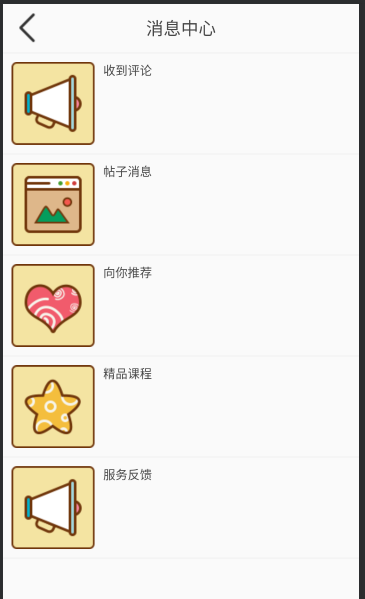 消息中心
收到评论
帖子消息
向你推荐
精品课程
服务反馈